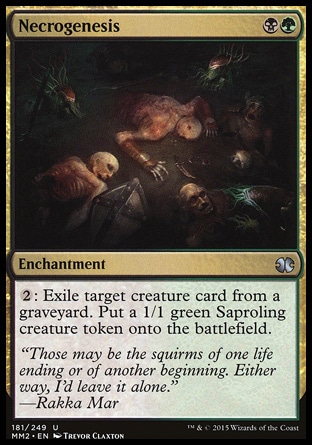 Necrogenesis
Enchantment
2: Exile target creature card from a
graveyard. Put a 1/1 green Saproling
creature token onto the battlefield.
“Those may be the squirms of one life
ending or of another beginning. Either
way, I’d leave it alone.”
—Rakka Mar
181/249 U
MM2 • EN Trevor Claxton
™ & © 2015 Wizards of the Coast